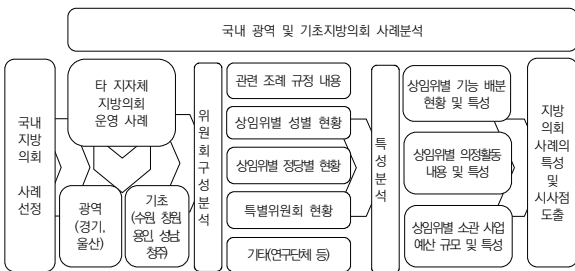 국내 광역 및 기초지방의회 사례분석
국내
지방
의회
사례
선정
타 지자체
지방의회
운영 사례
광역
(경기,
울산)
기초
(수원 창원
용인, 성남,
청주)
위
원
회
구
성
분
석
관련 조례 규정 내용
상임위별 성별 현황
상임위별 정당별 현황
특별위원회 현황
기타(연구단체 등)
특
성
분
석
상임위별 기능 배분
현황 및 특성
상임위별 의정활동
내용 및 특성
상임위별 소관 사업
예산 규모 및 특성
지방
의회
사례의
특성
및
시사점
도출